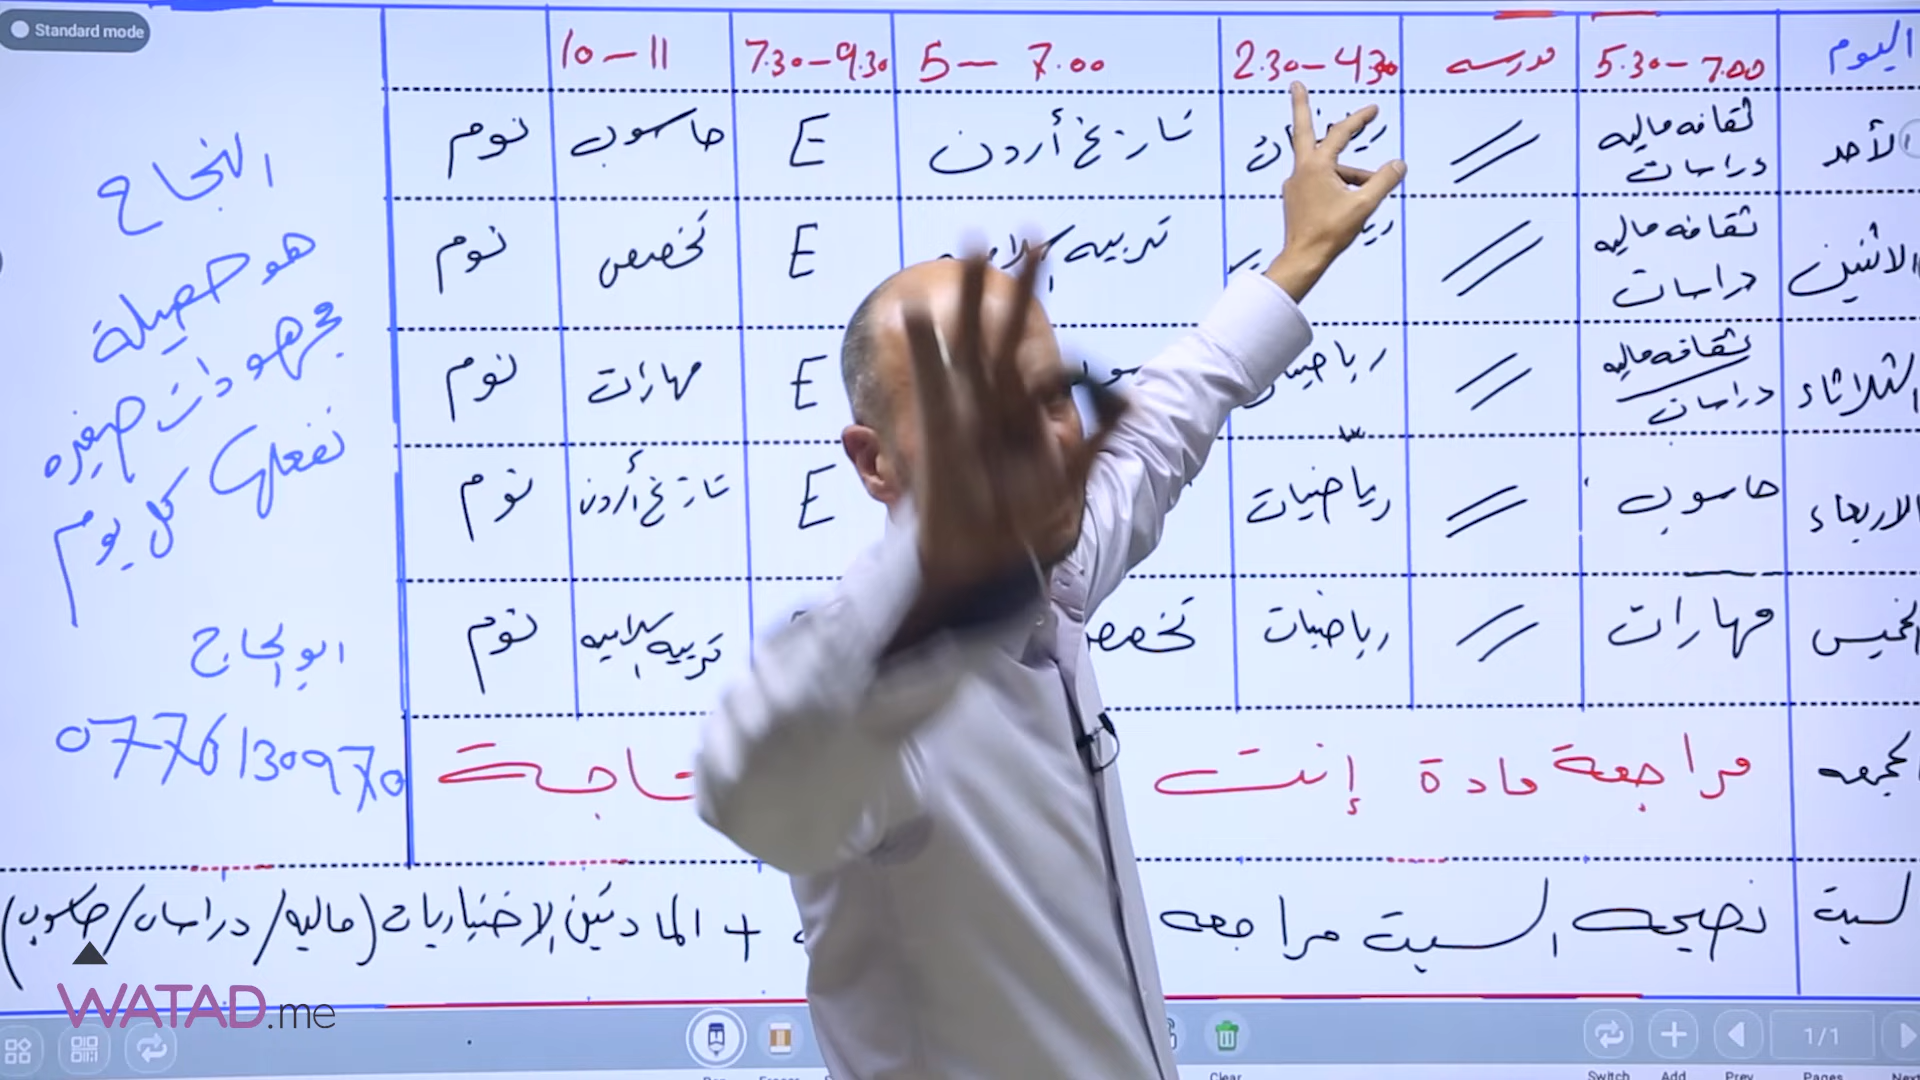 Standard mode
اليوم 5.30 – 7.00 مدرسه 2.30 – 4.30 5 – 7.00 7.30 – 9.30 10 – 11
الأحد ثقافه ماليه دراسات // تاريخ أردن E حاسوب نوم
الاثنين ثقافه ماليه دراسات // تربيه E تخصص نوم
الثلاثاء ثقافه ماليه دراسات // رياضيات E مهارات نوم
الاربعاء حاسوب // رياضيات E تاريخ أردن نوم
الخميس مهارات // رياضيات تربيه اسلاميه نوم
الجمعه مراجعة مادة إنت
السبت نصيحه السبت مراجعه + المادتين الاختياريات (ماليه / دراسات / حاسوب)
النجاح
هو حصيلة
مجهودات صغيره
نفعلها
كل يوم
ابو الحاج
0776130970
WATAD.me
Clear
1/1
Switch Add Prev Pages Next